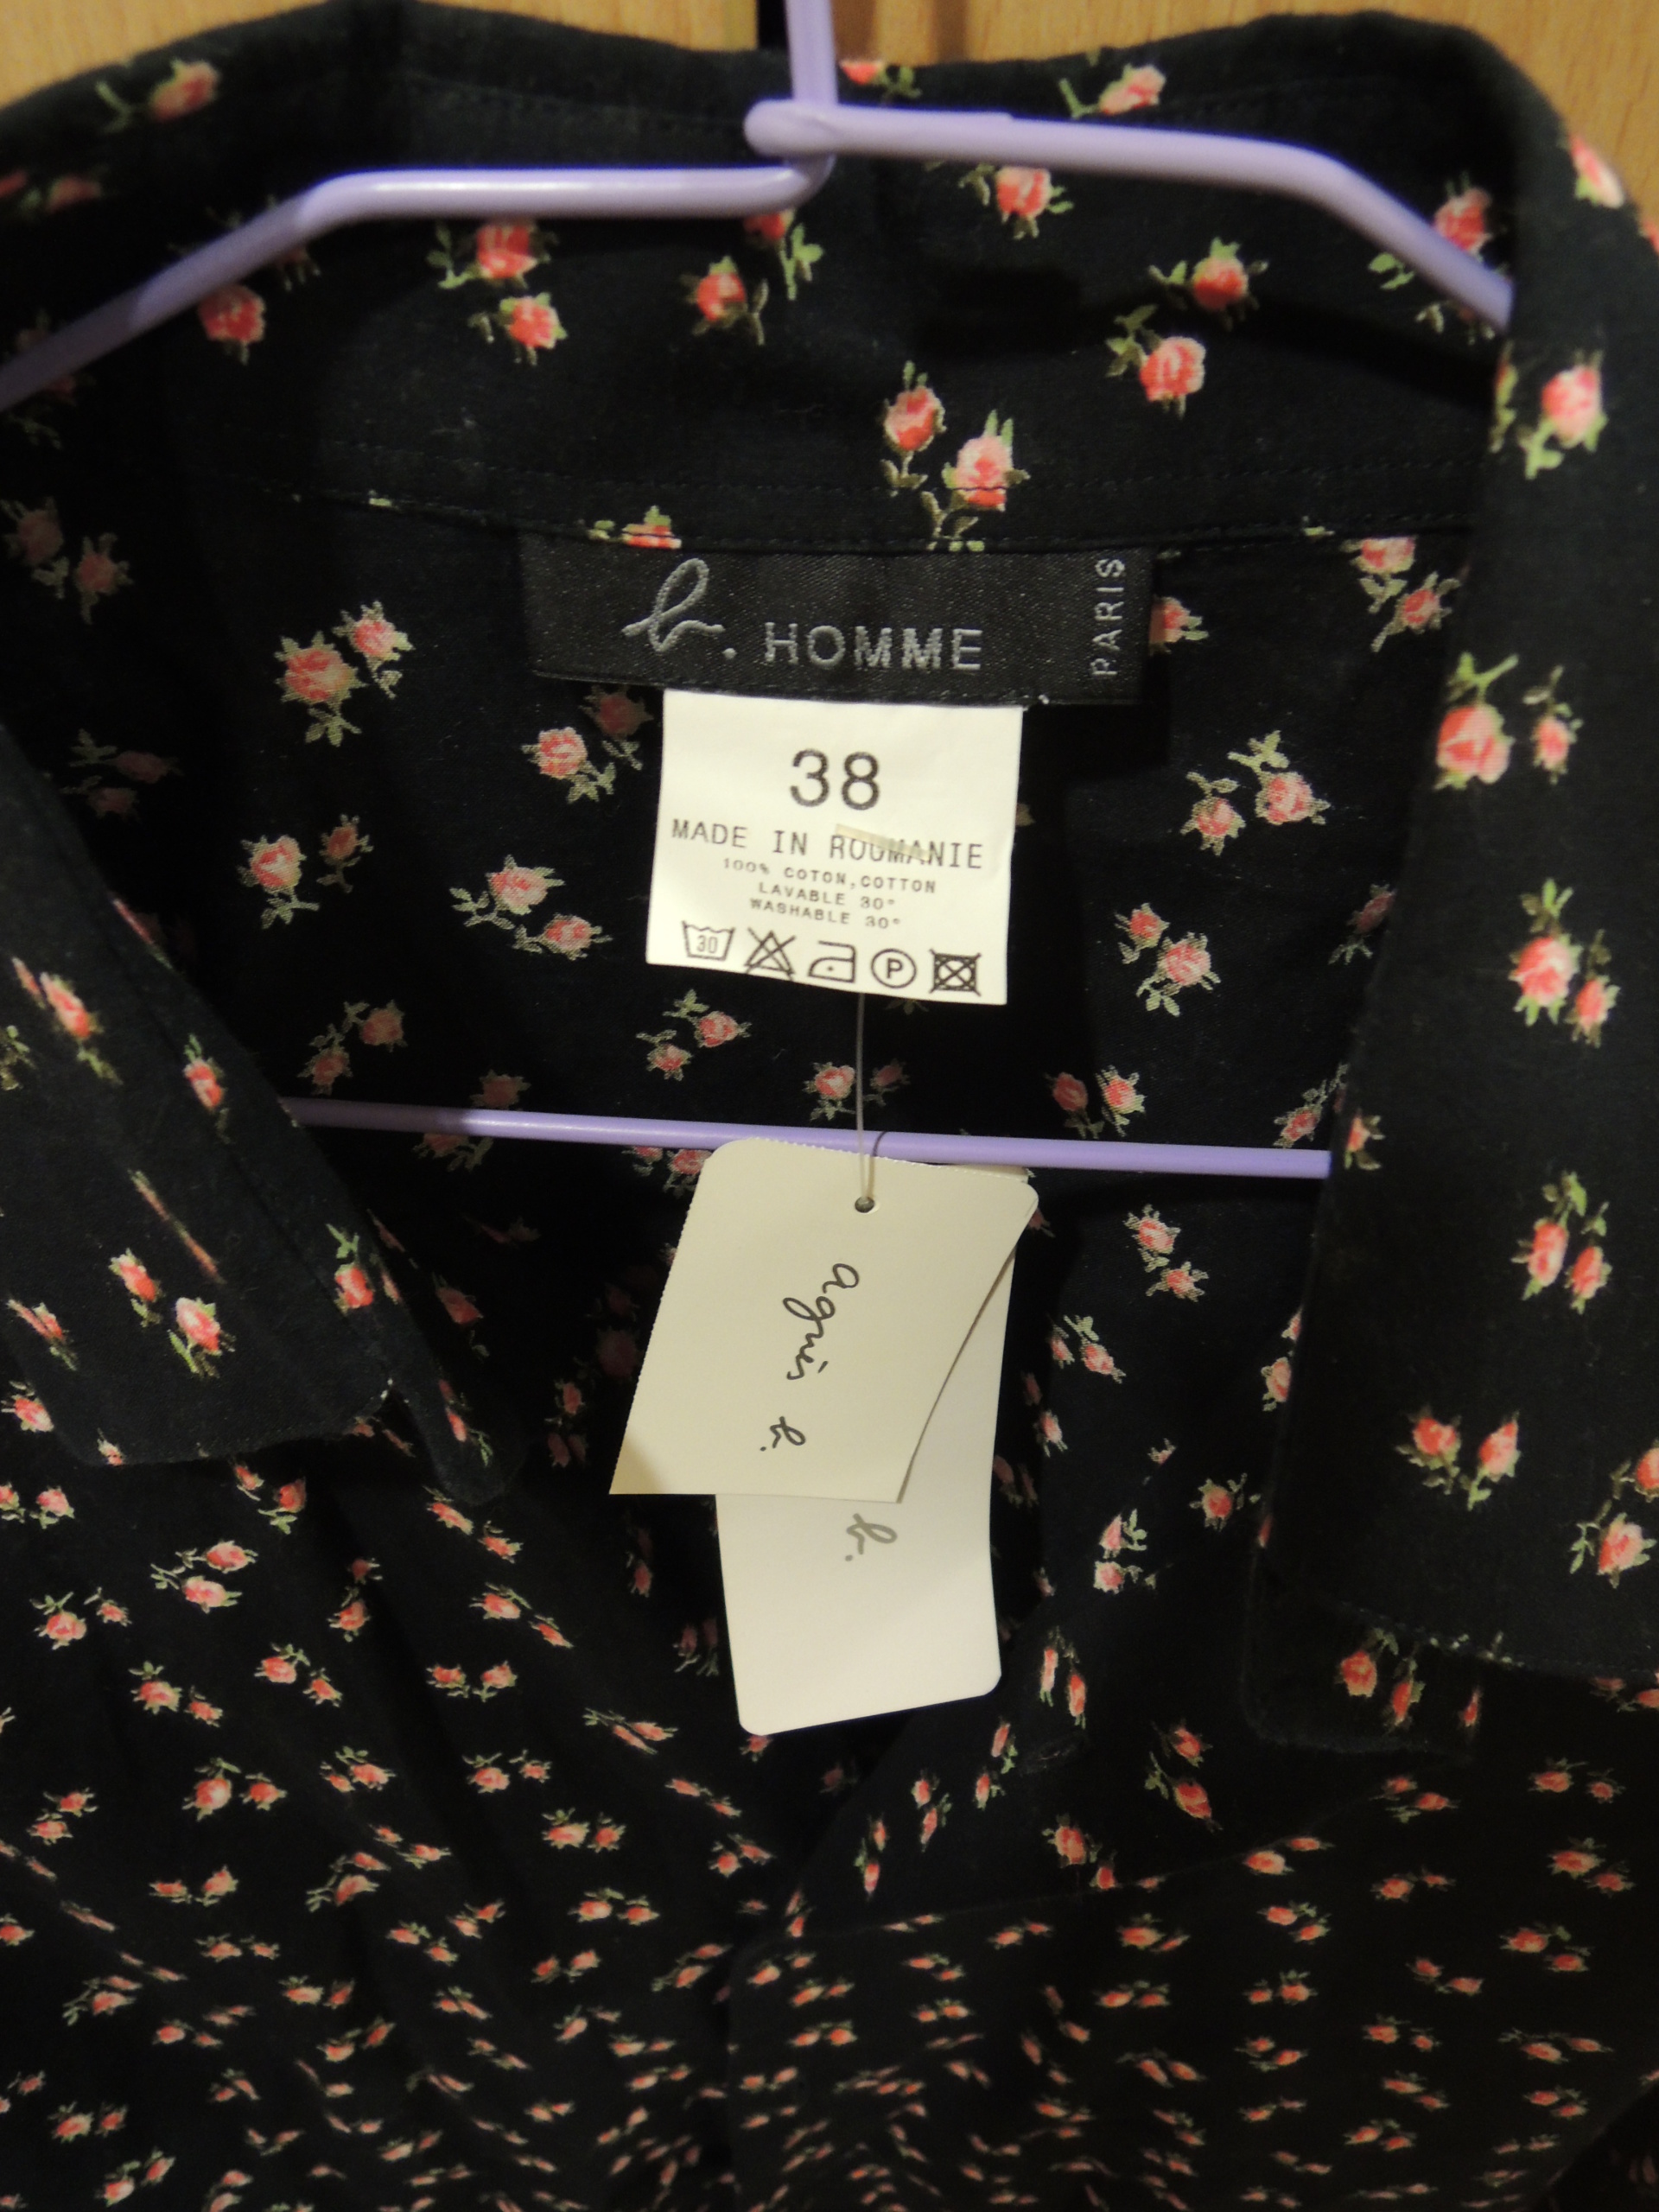 b. HOMME
PARIS
38
MADE IN ROUMANIE
100% COTON,COTTON
LAVABLE 30°
WASHABLE 30°
30
P
agnès b.
b.